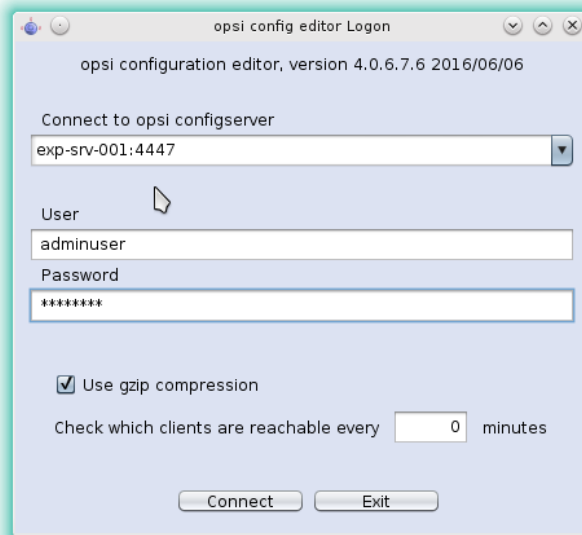 opsi config editor Logon
opsi configuration editor, version 4.0.6.7.6 2016/06/06
Connect to opsi configserver
exp-srv-001:4447
User
adminuser
Password
********
Use gzip compression
Check which clients are reachable every 0 minutes
Connect Exit